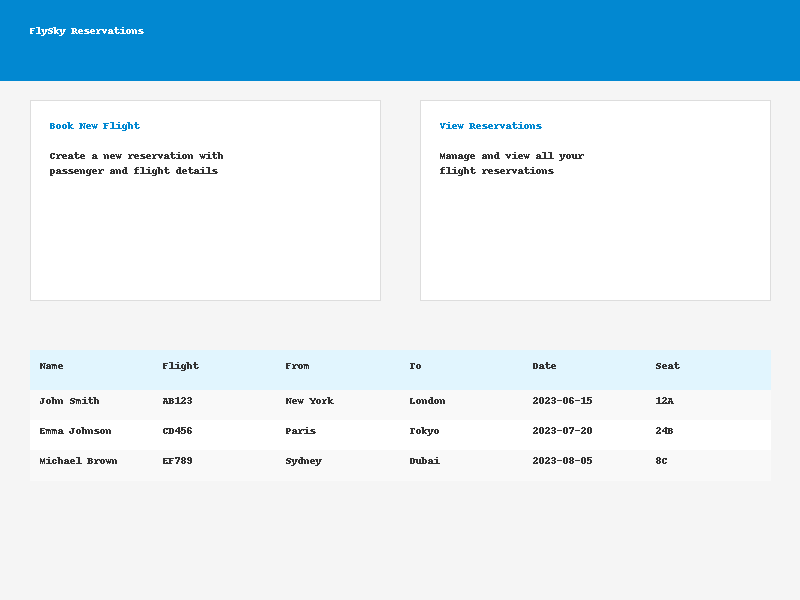 FlySky Reservations
Book New Flight
Create a new reservation with
passenger and flight details
View Reservations
Manage and view all your
flight reservations
Name Flight From To Date Seat
John Smith AB123 New York London 2023-06-15 12A
Emma Johnson CD456 Paris Tokyo 2023-07-20 24B
Michael Brown EF789 Sydney Dubai 2023-08-05 8C